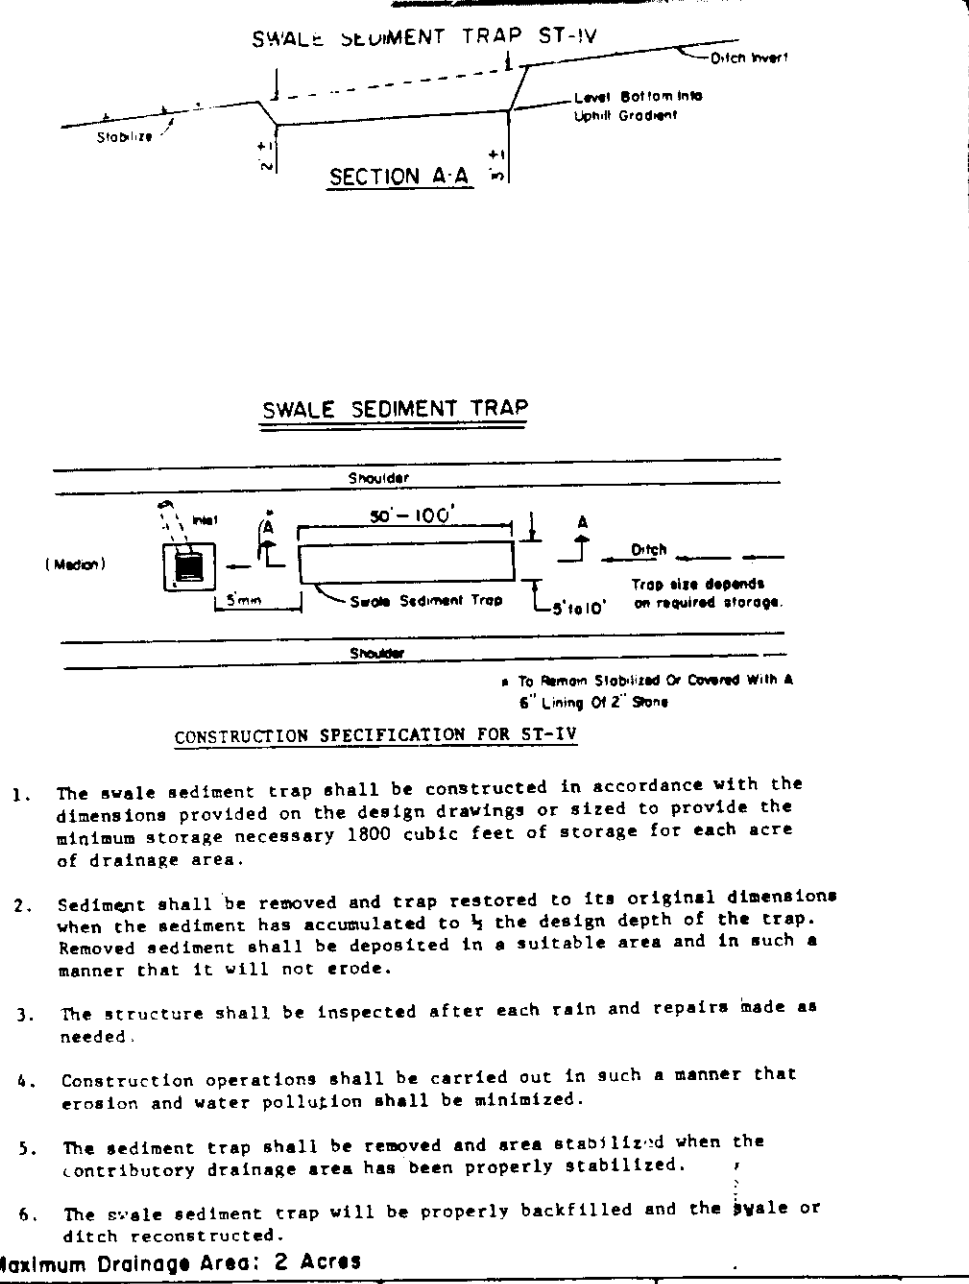 SWALE SEDIMENT TRAP ST-IV
Ditch Invert
Level Bottom Into
Uphill Gradient
Stabilize
2' ±
3' ±
SECTION A-A
SWALE SEDIMENT TRAP
Shoulder
Inlet
A*
50'-100'
A
(Median)
Ditch
5' min
Swale Sediment Trap
5' to 10'
Trap size depends
on required storage.
Shoulder
* To Remain Stabilized Or Covered With A
6" Lining Of 2" Stone
CONSTRUCTION SPECIFICATION FOR ST-IV
1. The swale sediment trap shall be constructed in accordance with the
dimensions provided on the design drawings or sized to provide the
minimum storage necessary 1800 cubic feet of storage for each acre
of drainage area.
2. Sediment shall be removed and trap restored to its original dimensions
when the sediment has accumulated to ½ the design depth of the trap.
Removed sediment shall be deposited in a suitable area and in such a
manner that it will not erode.
3. The structure shall be inspected after each rain and repairs made as
needed.
4. Construction operations shall be carried out in such a manner that
erosion and water pollution shall be minimized.
5. The sediment trap shall be removed and area stabilized when the
contributory drainage area has been properly stabilized.
6. The swale sediment trap will be properly backfilled and the swale or
ditch reconstructed.
Maximum Drainage Area: 2 Acres